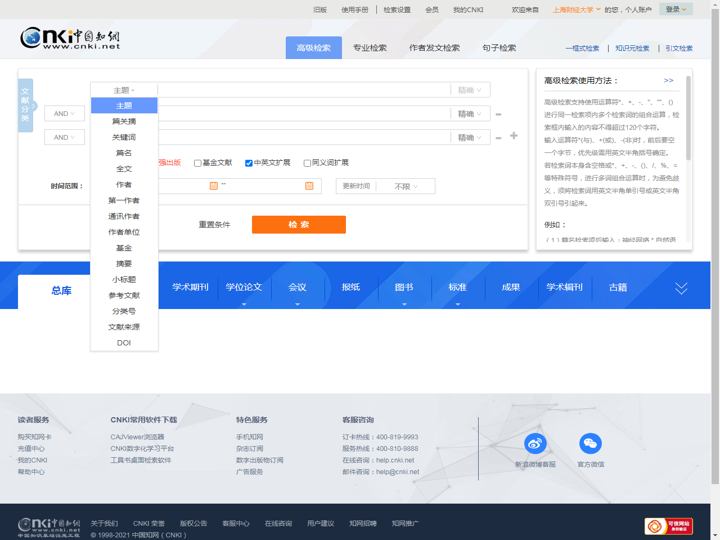 旧版 使用手册 检索设置 会员 我的CNKI 欢迎来自 上海财经大学 的您，个人账户 登录
Cnki中国知网
www.cnki.net
高级检索 专业检索 作者发文检索 句子检索 一框式检索 知识元检索 引文检索
文献分类
主题 精确
AND 精确
AND 精确
主题
篇关摘
关键词
篇名
全文
作者
第一作者
通讯作者
作者单位
基金
摘要
小标题
参考文献
分类号
文献来源
DOI
强出版 基金文献 中英文扩展 同义词扩展
时间范围： -- 更新时间 不限
重置条件 检索
高级检索使用方法： >>
高级检索支持使用运算符*、+、-、''、""、()
进行同一检索项内多个检索词的组合运算，检
索框内输入的内容不得超过120个字符。
输入运算符*(与)、+(或)、-(非)时，前后要空
一个字节，优先级需用英文半角括号确定。
若检索词本身含空格或*、+、-、()、/、%、=
等特殊符号，进行多词组合运算时，为避免歧
义，须将检索词用英文半角单引号或英文半角
双引号引起来。
例如：
（1）篇名检索项后输入：神经网络 * 自然语
总库 学术期刊 学位论文 会议 报纸 图书 标准 成果 学术辑刊 古籍
读者服务
购买知网卡
充值中心
我的CNKI
帮助中心
CNKI常用软件下载
CAJViewer浏览器
CNKI数字化学习平台
工具书桌面检索软件
特色服务
手机知网
杂志订阅
数字出版物订阅
广告服务
客服咨询
订卡热线：400-819-9993
服务热线：400-810-9888
在线咨询：help.cnki.net
邮件咨询：help@cnki.net
新浪微博客服 官方微信
Cnki中国知网
www.cnki.net
中国知识基础设施工程
关于我们 CNKI 荣誉 版权公告 客服中心 在线咨询 用户建议 知网招聘 知网推广
© 1998-2021 中国知网（CNKI）
可信网站
身份验证